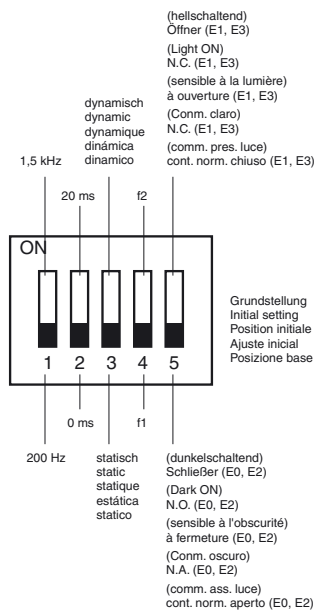 (hellschaltend)
Öffner (E1, E3)
(Light ON)
N.C. (E1, E3)
(sensible à la lumière)
à ouverture (E1, E3)
(Conm. claro)
N.C. (E1, E3)
(comm. pres. luce)
cont. norm. chiuso (E1, E3)
dynamisch
dynamic
dynamique
dinámica
dinamico
1,5 kHz
20 ms
f2
ON
1 2 3 4 5
Grundstellung
Initial setting
Position initiale
Ajuste inicial
Posizione base
0 ms
f1
200 Hz
statisch
static
statique
estática
statico
(dunkelschaltend)
Schließer (E0, E2)
(Dark ON)
N.O. (E0, E2)
(sensible à l'obscurité)
à fermeture (E0, E2)
(Conm. oscuro)
N.A. (E0, E2)
(comm. ass. luce)
cont. norm. aperto (E0, E2)